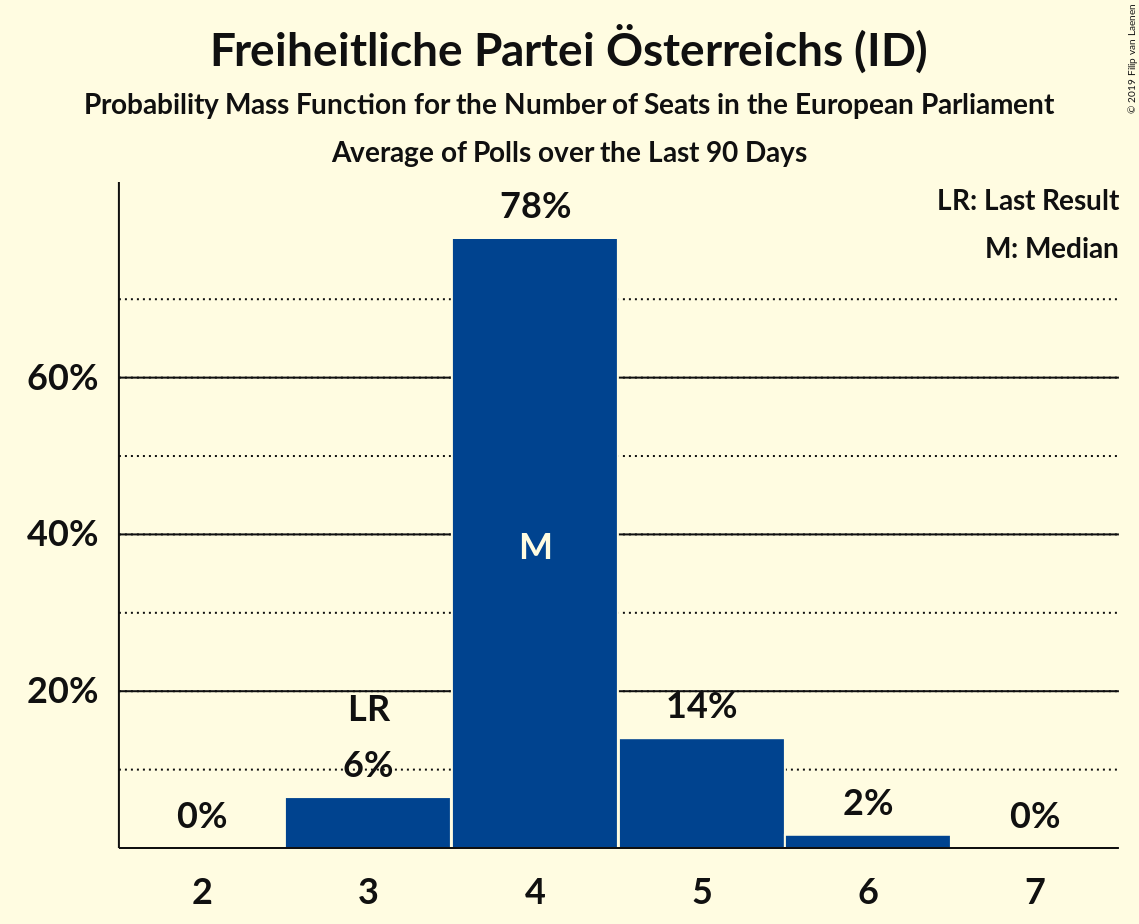 Freiheitliche Partei Österreichs (ID)
Probability Mass Function for the Number of Seats in the European Parliament
Average of Polls over the Last 90 Days
© 2019 Filip van Laenen
LR: Last Result
M: Median
78%
60%
40%
M
20%
LR
14%
6%
2%
0%
0%
2 3 4 5 6 7